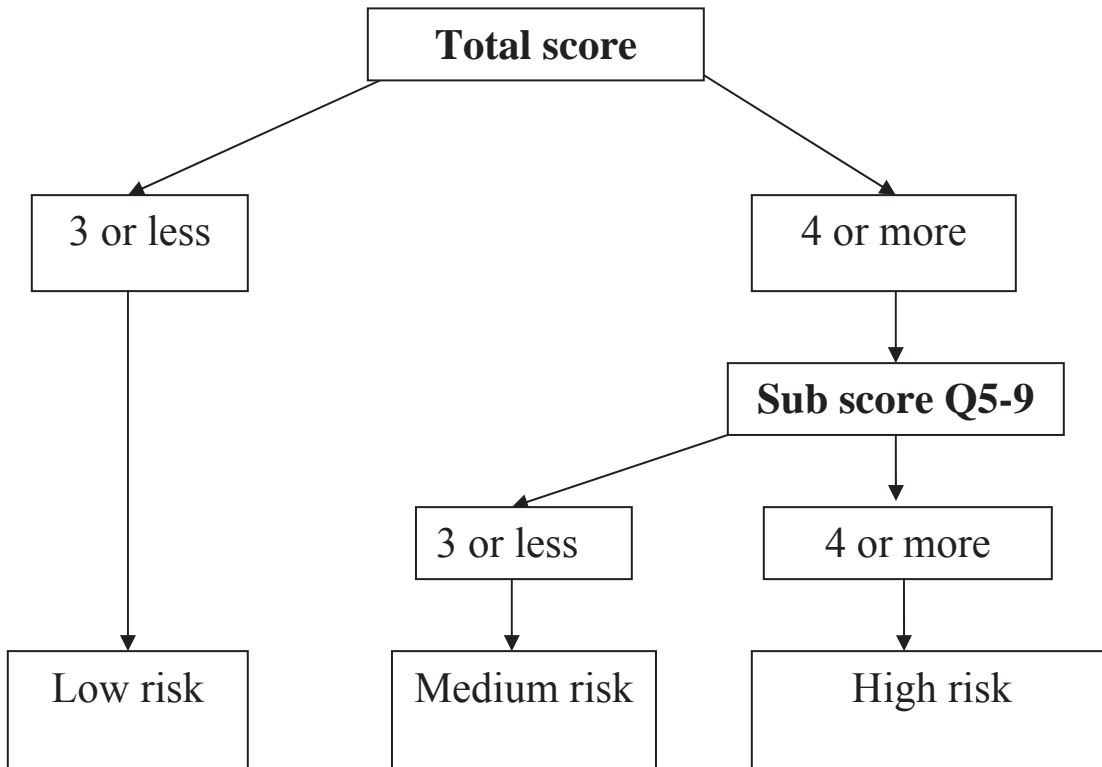 Total score
3 or less
4 or more
Sub score Q5-9
3 or less
4 or more
Low risk
Medium risk
High risk